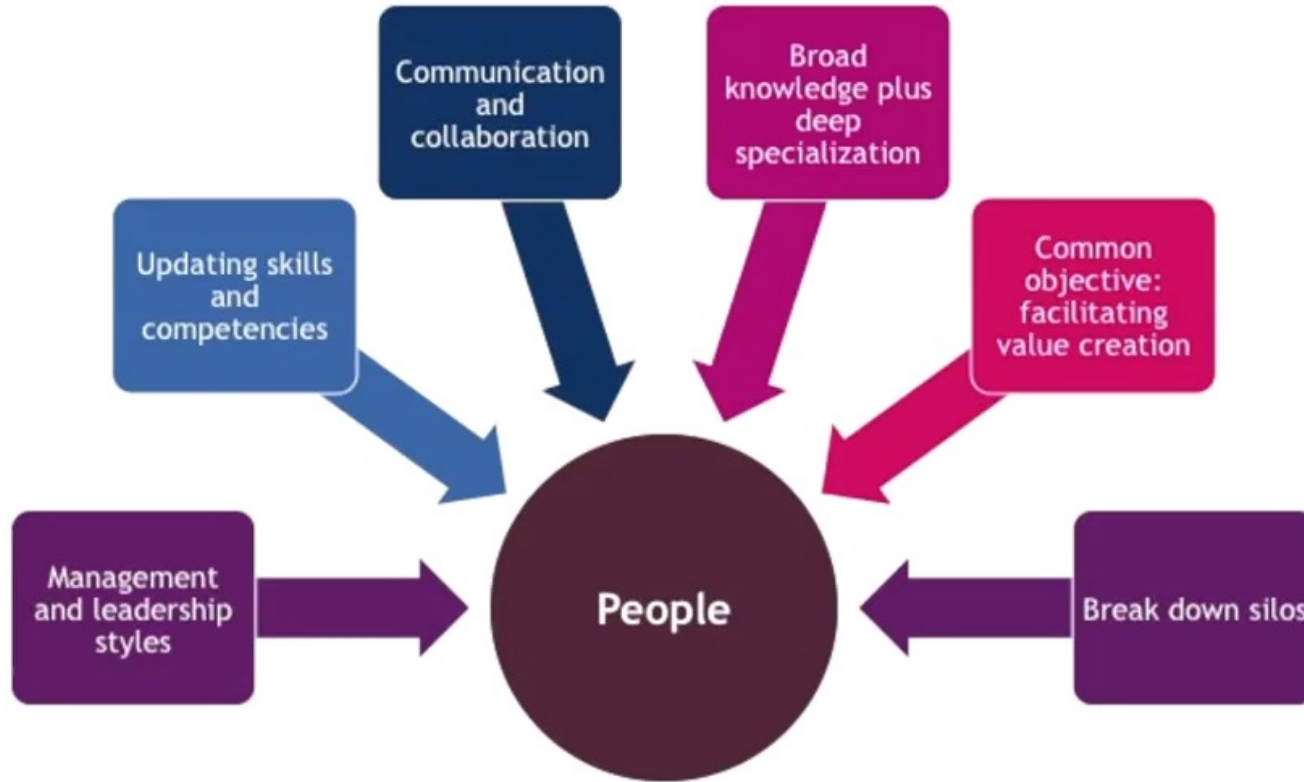 Communication
and
collaboration
Broad
knowledge plus
deep
specialization
Updating skills
and
competencies
Common
objective:
facilitating
value creation
Management
and leadership
styles
People
Break down silos